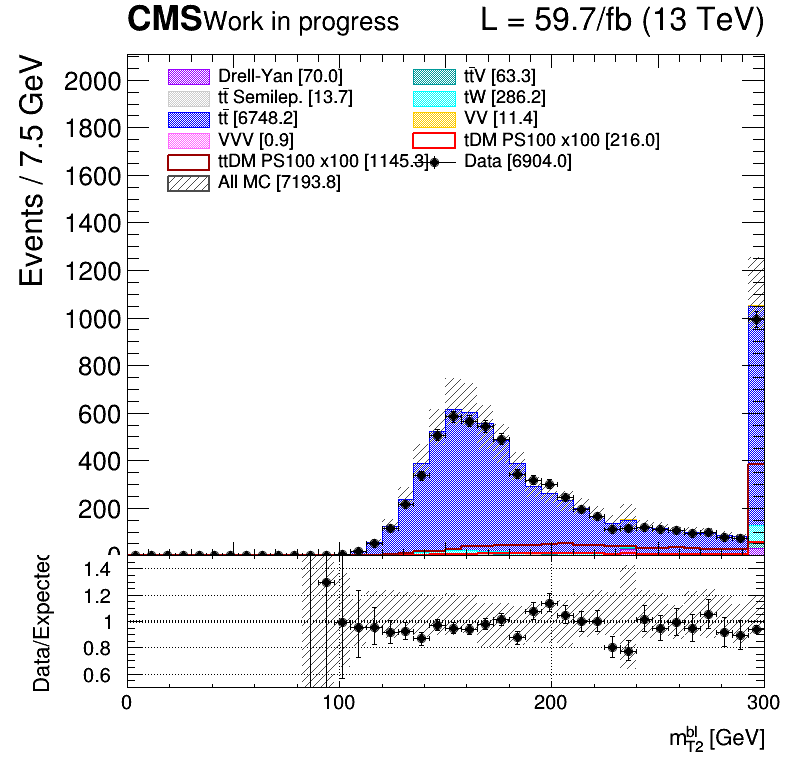 CMS Work in progress L = 59.7/fb (13 TeV)
Events / 7.5 GeV
2000
1800
1600
1400
1200
1000
800
600
400
200
0
Drell-Yan [70.0] tt̄V [63.3]
tt̄ Semilep. [13.7] tW [286.2]
tt̄ [6748.2] VV [11.4]
VVV [0.9] tDM PS100 x100 [216.0]
ttDM PS100 x100 [1145.3] Data [6904.0]
All MC [7193.8]
Data/Expected
1.4
1.2
1
0.8
0.6
0 100 200 300
m_{T2}^{bl} [GeV]